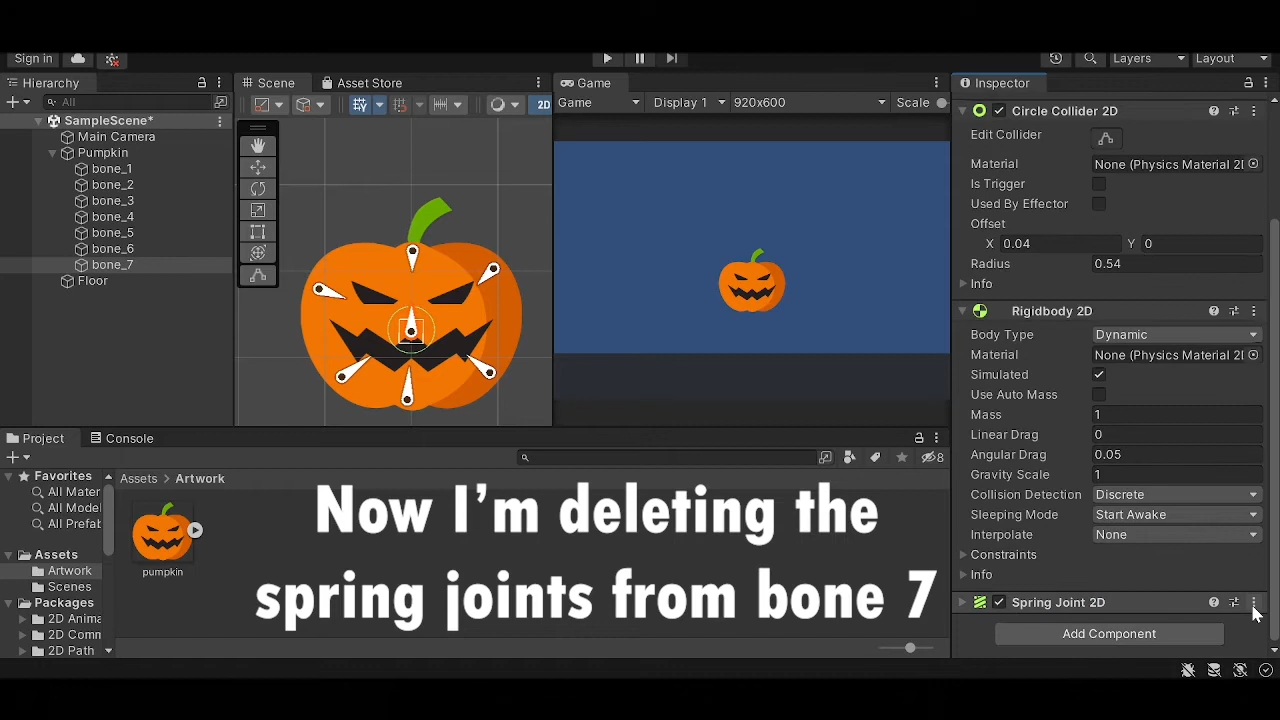 Sign in
Layers
Layout
Hierarchy
Scene
Asset Store
Game
Inspector
All
2D
Game
Display 1
920x600
Scale
SampleScene*
Main Camera
Pumpkin
bone_1
bone_2
bone_3
bone_4
bone_5
bone_6
bone_7
Floor
Circle Collider 2D
Edit Collider
Material
None (Physics Material 2
Is Trigger
Used By Effector
Offset
X 0.04 Y 0
Radius 0.54
Info
Rigidbody 2D
Body Type Dynamic
Material None (Physics Material 2
Simulated
Use Auto Mass
Mass 1
Linear Drag 0
Angular Drag 0.05
Gravity Scale 1
Collision Detection Discrete
Sleeping Mode Start Awake
Interpolate None
Constraints
Info
Spring Joint 2D
Add Component
Project
Console
8
Favorites
All Mater
All Model
All Prefab
Assets
Artwork
Scenes
Packages
2D Anima
2D Comn
2D Path
Assets > Artwork
pumpkin
Now I'm deleting the
spring joints from bone 7